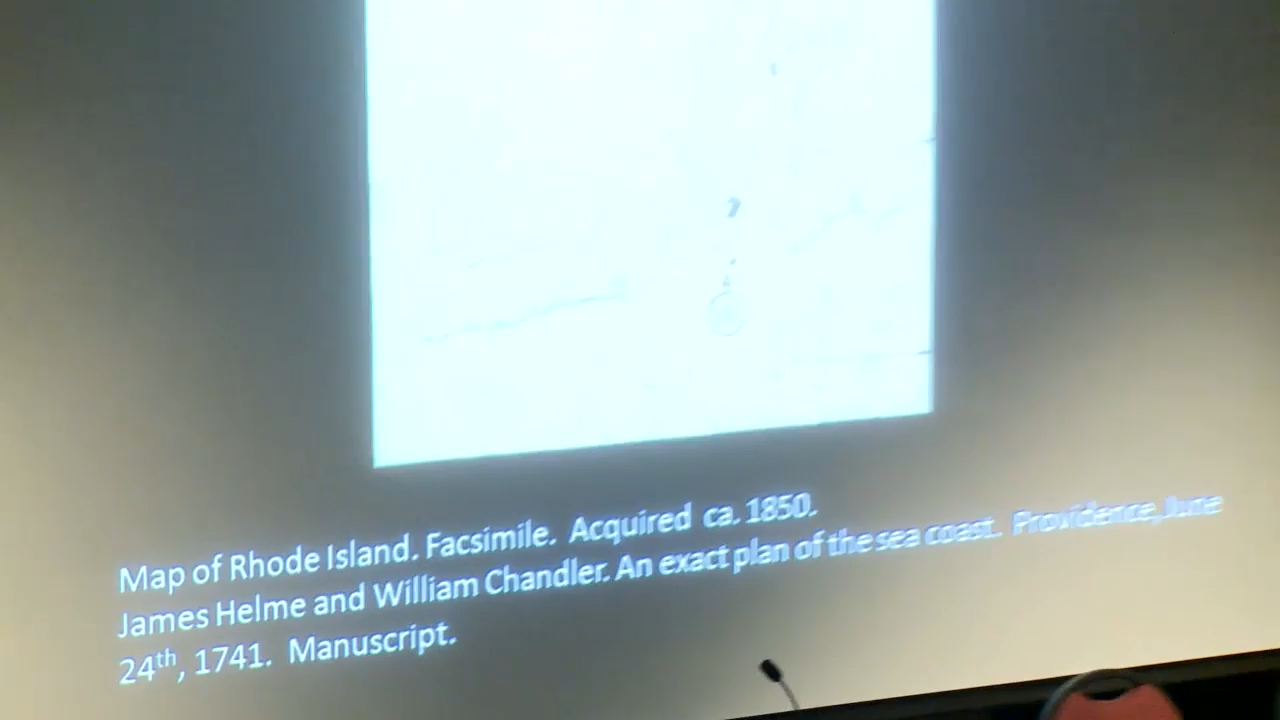 Map of Rhode Island. Facsimile. Acquired ca. 1850.
James Helme and William Chandler. An exact plan of the sea coast. Providence, June
24th, 1741. Manuscript.